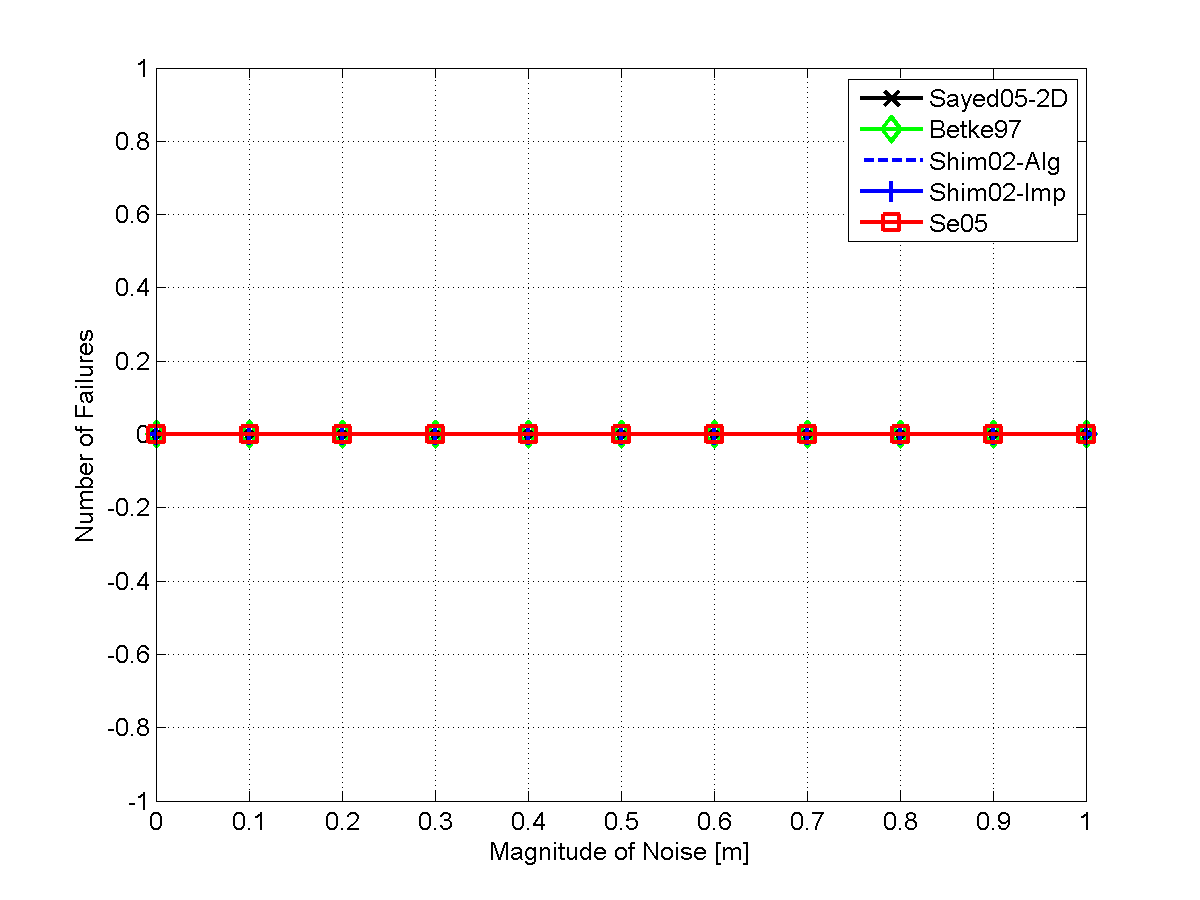 1
0.8
0.6
0.4
0.2
0
-0.2
-0.4
-0.6
-0.8
-1
Number of Failures
0 0.1 0.2 0.3 0.4 0.5 0.6 0.7 0.8 0.9 1
Magnitude of Noise [m]
Sayed05-2D
Betke97
Shim02-Alg
Shim02-Imp
Se05